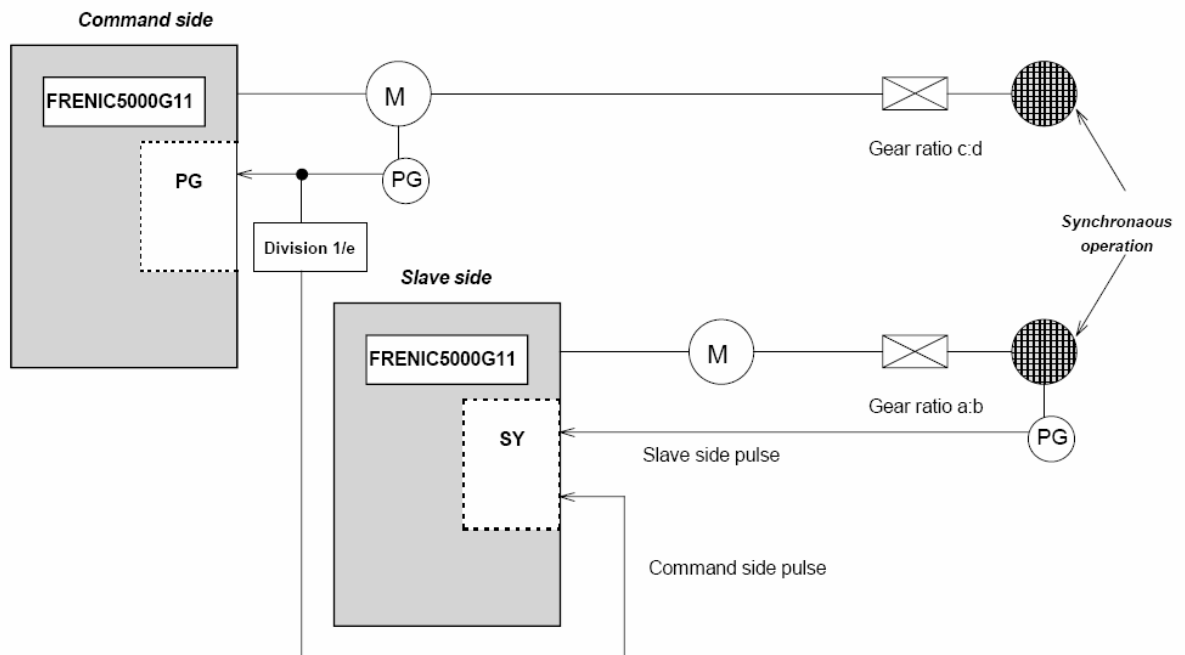 Command side
FRENIC5000G11
M
Gear ratio c:d
PG
PG
Division 1/e
Synchronaous
operation
Slave side
FRENIC5000G11
M
Gear ratio a:b
SY
PG
Slave side pulse
Command side pulse